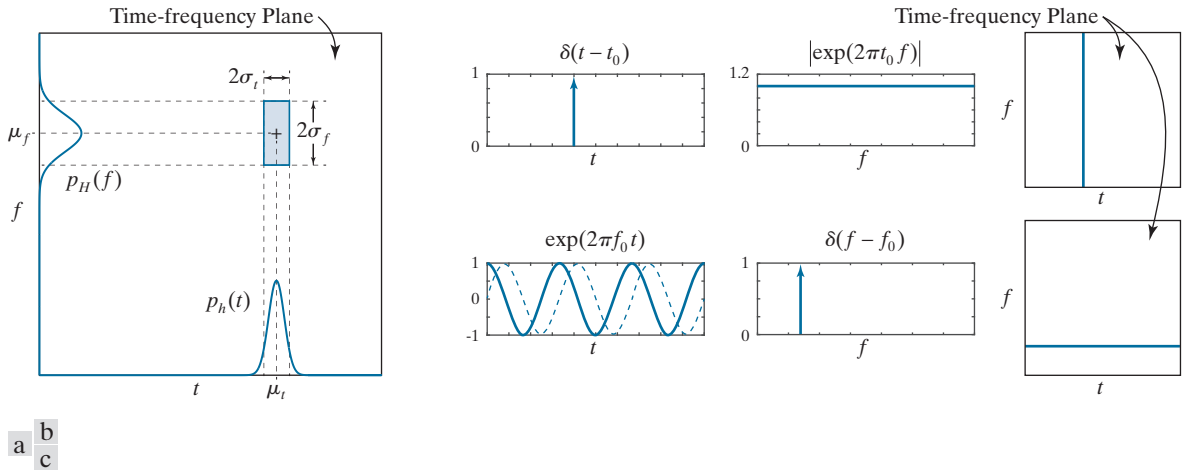 Time-frequency Plane
2σ_t
μ_f
2σ_f
p_H(f)
f
p_h(t)
t
μ_t
δ(t − t_0)
1
0
t
|exp(2πt_0 f)|
1.2
0
f
Time-frequency Plane
f
t
exp(2πf_0 t)
1
0
-1
t
δ(f − f_0)
1
0
f
f
t
a
b
c